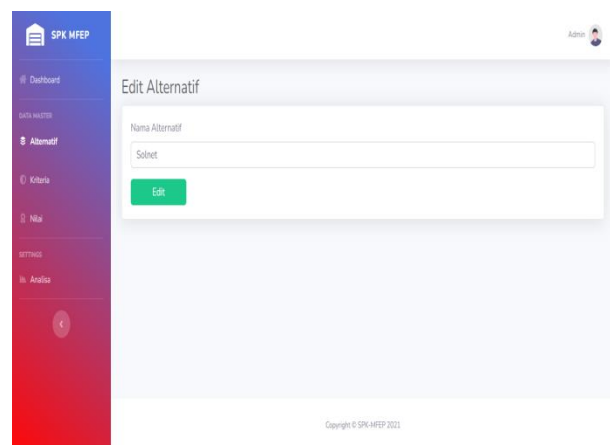 SPK MFEP
Admin
Dashboard
DATA MASTER
Alternatif
Kriteria
Nilai
SETTINGS
Analisa
Edit Alternatif
Nama Alternatif
Solnet
Edit
Copyright © SPK-MFEP 2021